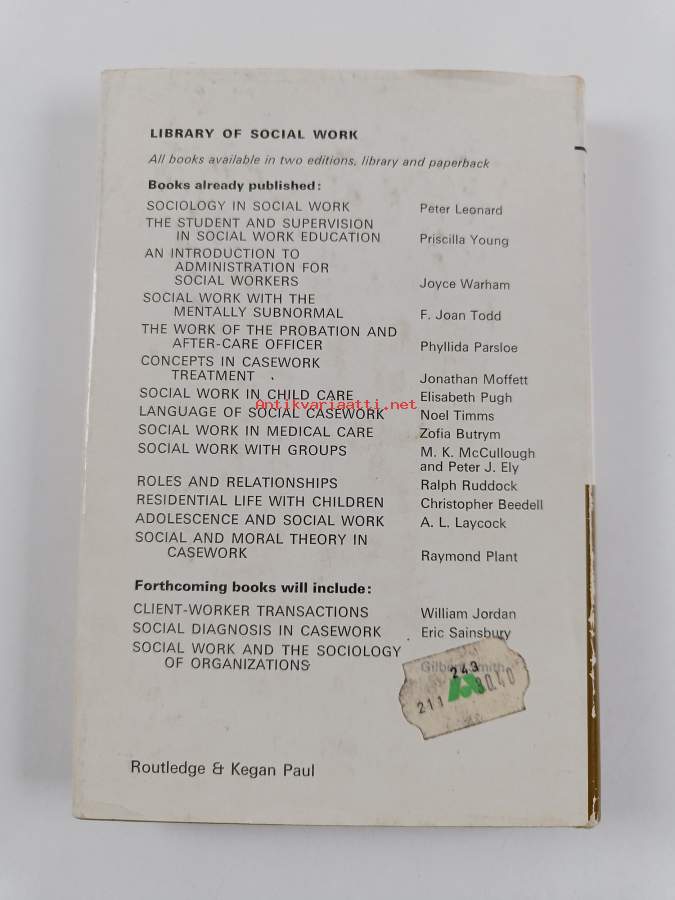 LIBRARY OF SOCIAL WORK
All books available in two editions, library and paperback
Books already published:
SOCIOLOGY IN SOCIAL WORK Peter Leonard
THE STUDENT AND SUPERVISION
IN SOCIAL WORK EDUCATION Priscilla Young
AN INTRODUCTION TO
ADMINISTRATION FOR
SOCIAL WORKERS Joyce Warham
SOCIAL WORK WITH THE
MENTALLY SUBNORMAL F. Joan Todd
THE WORK OF THE PROBATION AND
AFTER-CARE OFFICER Phyllida Parsloe
CONCEPTS IN CASEWORK
TREATMENT Jonathan Moffett
SOCIAL WORK IN CHILD CARE Elisabeth Pugh
Antikvariaatti.net
LANGUAGE OF SOCIAL CASEWORK Noel Timms
SOCIAL WORK IN MEDICAL CARE Zofia Butrym
SOCIAL WORK WITH GROUPS M. K. McCullough
and Peter J. Ely
ROLES AND RELATIONSHIPS Ralph Ruddock
RESIDENTIAL LIFE WITH CHILDREN Christopher Beedell
ADOLESCENCE AND SOCIAL WORK A. L. Laycock
SOCIAL AND MORAL THEORY IN
CASEWORK Raymond Plant
Forthcoming books will include:
CLIENT-WORKER TRANSACTIONS William Jordan
SOCIAL DIAGNOSIS IN CASEWORK Eric Sainsbury
SOCIAL WORK AND THE SOCIOLOGY
OF ORGANIZATIONS Gilbert Smith
243
211 30.40
Routledge & Kegan Paul